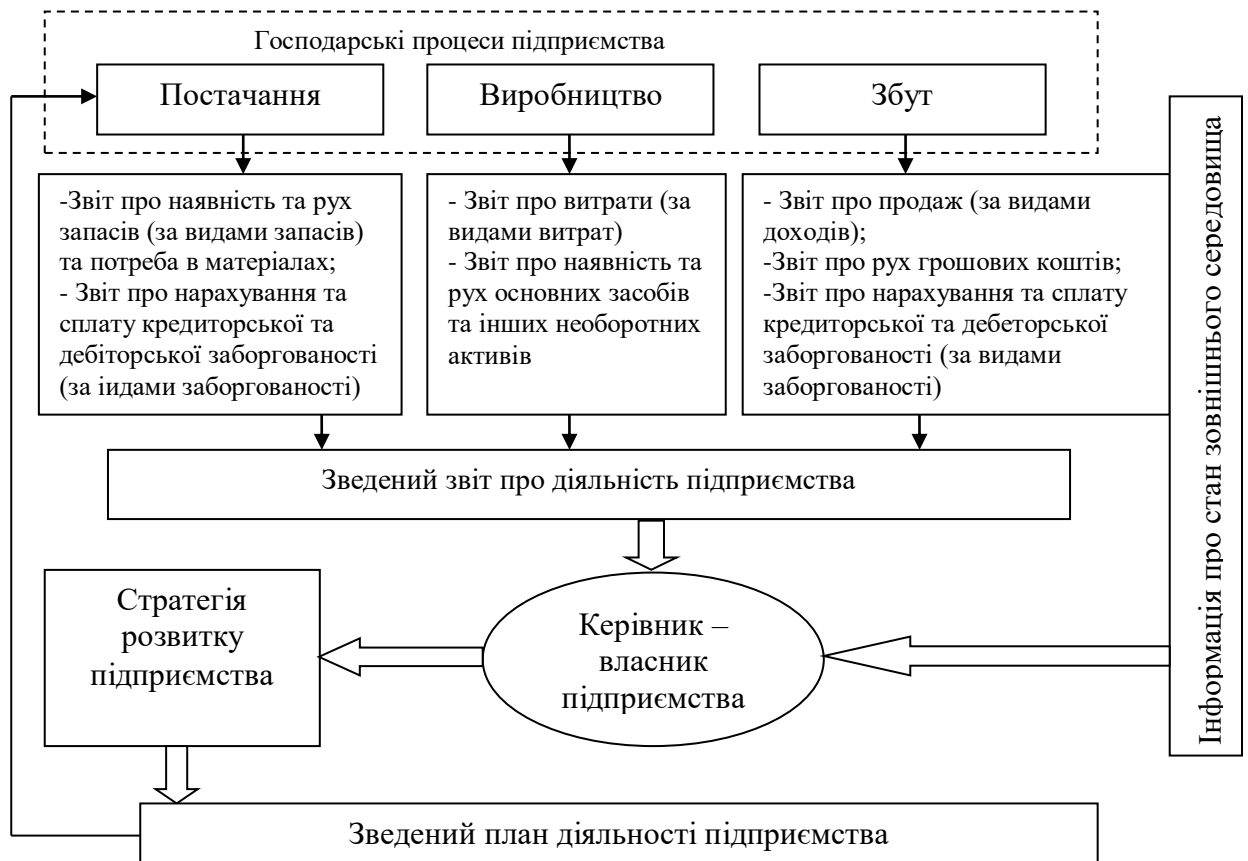 Господарські процеси підприємства
Постачання
Виробництво
Збут
-Звіт про наявність та рух
запасів (за видами запасів)
та потреба в матеріалах;
- Звіт про нарахування та
сплату кредиторської та
дебіторської заборгованості
(за іидами заборгованості)
- Звіт про витрати (за
видами витрат)
- Звіт про наявність та
рух основних засобів
та інших необоротних
активів
- Звіт про продаж (за видами
доходів);
-Звіт про рух грошових коштів;
-Звіт про нарахування та сплату
кредиторської та дебеторської
заборгованості (за видами
заборгованості)
Інформація про стан зовнішнього середовища
Зведений звіт про діяльність підприємства
Стратегія
розвитку
підприємства
Керівник –
власник
підприємства
Зведений план діяльності підприємства